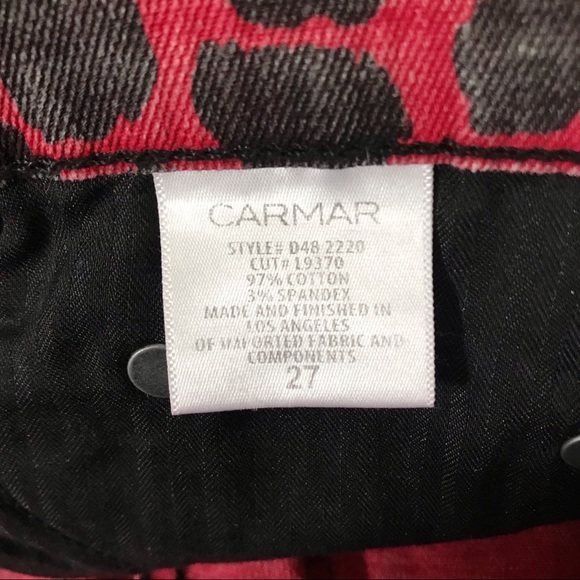 CARMAR
STYLE# D48 2220
CUT# L9370
97% COTTON
3% SPANDEX
MADE AND FINISHED IN
LOS ANGELES
OF IMPORTED FABRIC AND
COMPONENTS
27